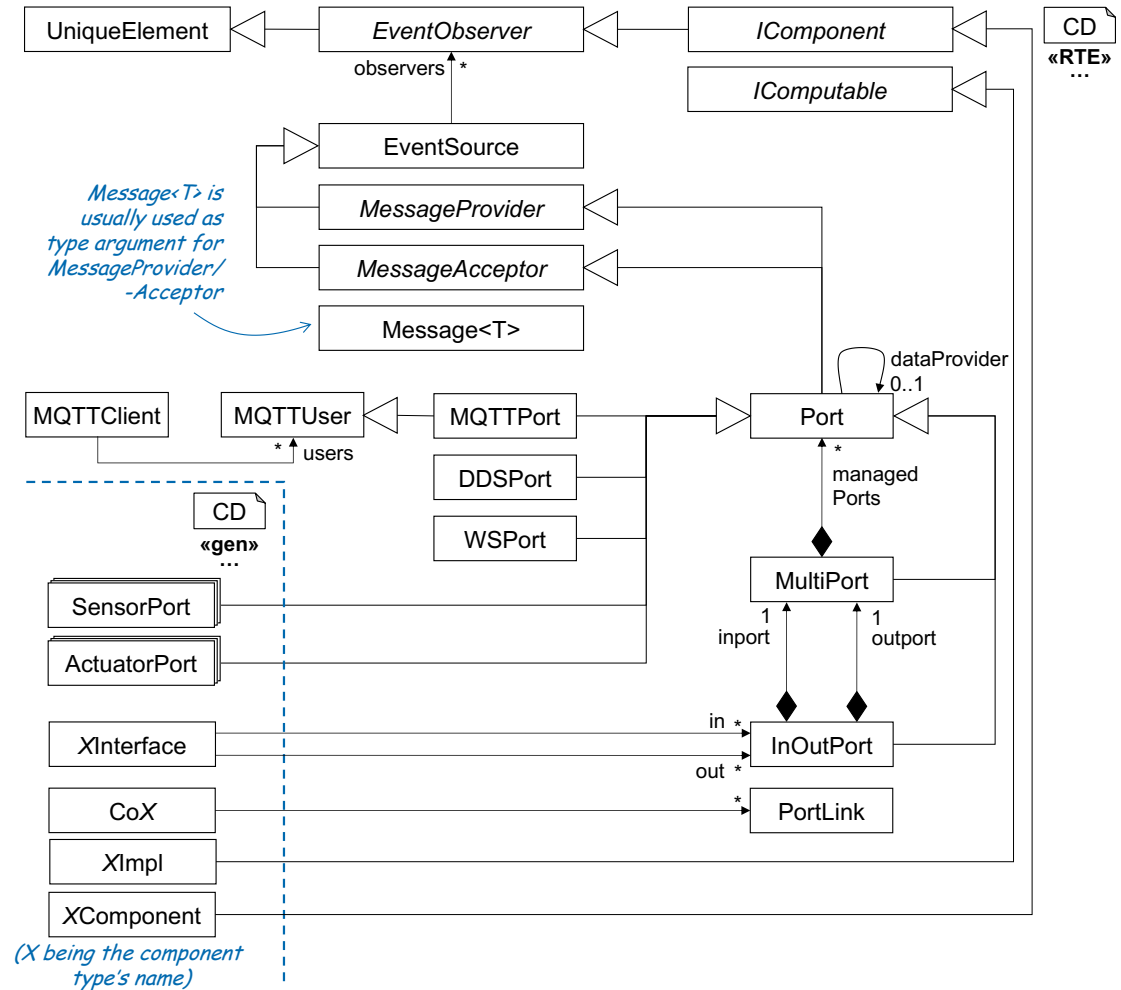 UniqueElement
EventObserver
IComponent
CD
«RTE»
...
observers *
IComputable
EventSource
Message<T> is
usually used as
type argument for
MessageProvider/
-Acceptor
MessageProvider
MessageAcceptor
Message<T>
dataProvider
0..1
MQTTClient
MQTTUser
MQTTPort
Port
* users
*
managed
Ports
DDSPort
CD
«gen»
...
WSPort
MultiPort
SensorPort
1
inport
1
outport
ActuatorPort
in *
XInterface
InOutPort
out *
CoX
*
PortLink
XImpl
XComponent
(X being the component
type's name)